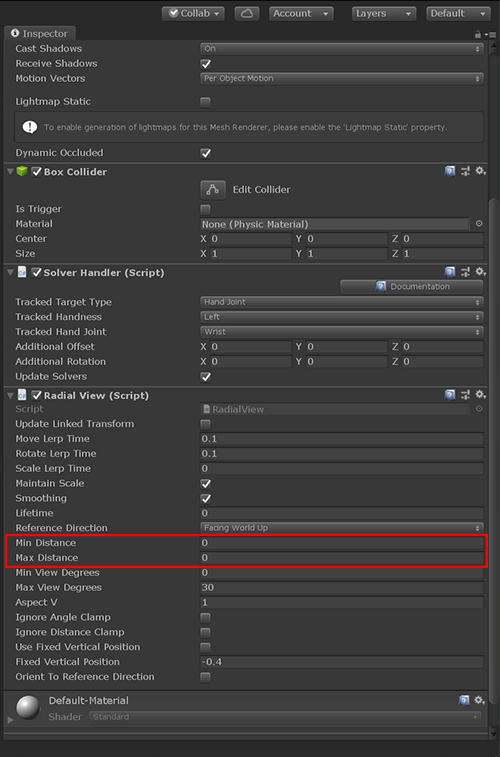 Collab Account Layers Default
Inspector
Cast Shadows On
Receive Shadows
Motion Vectors Per Object Motion
Lightmap Static
To enable generation of lightmaps for this Mesh Renderer, please enable the 'Lightmap Static' property.
Dynamic Occluded
Box Collider
Edit Collider
Is Trigger
Material None (Physic Material)
Center X 0 Y 0 Z 0
Size X 1 Y 1 Z 1
Solver Handler (Script)
Documentation
Tracked Target Type Hand Joint
Tracked Handness Left
Tracked Hand Joint Wrist
Additional Offset X 0 Y 0 Z 0
Additional Rotation X 0 Y 0 Z 0
Update Solvers
Radial View (Script)
Script RadialView
Update Linked Transform
Move Lerp Time 0.1
Rotate Lerp Time 0.1
Scale Lerp Time 0
Maintain Scale
Smoothing
Lifetime 0
Reference Direction Facing World Up
Min Distance 0
Max Distance 0
Min View Degrees 0
Max View Degrees 30
Aspect V 1
Ignore Angle Clamp
Ignore Distance Clamp
Use Fixed Vertical Position
Fixed Vertical Position -0.4
Orient To Reference Direction
Default-Material
Shader Standard